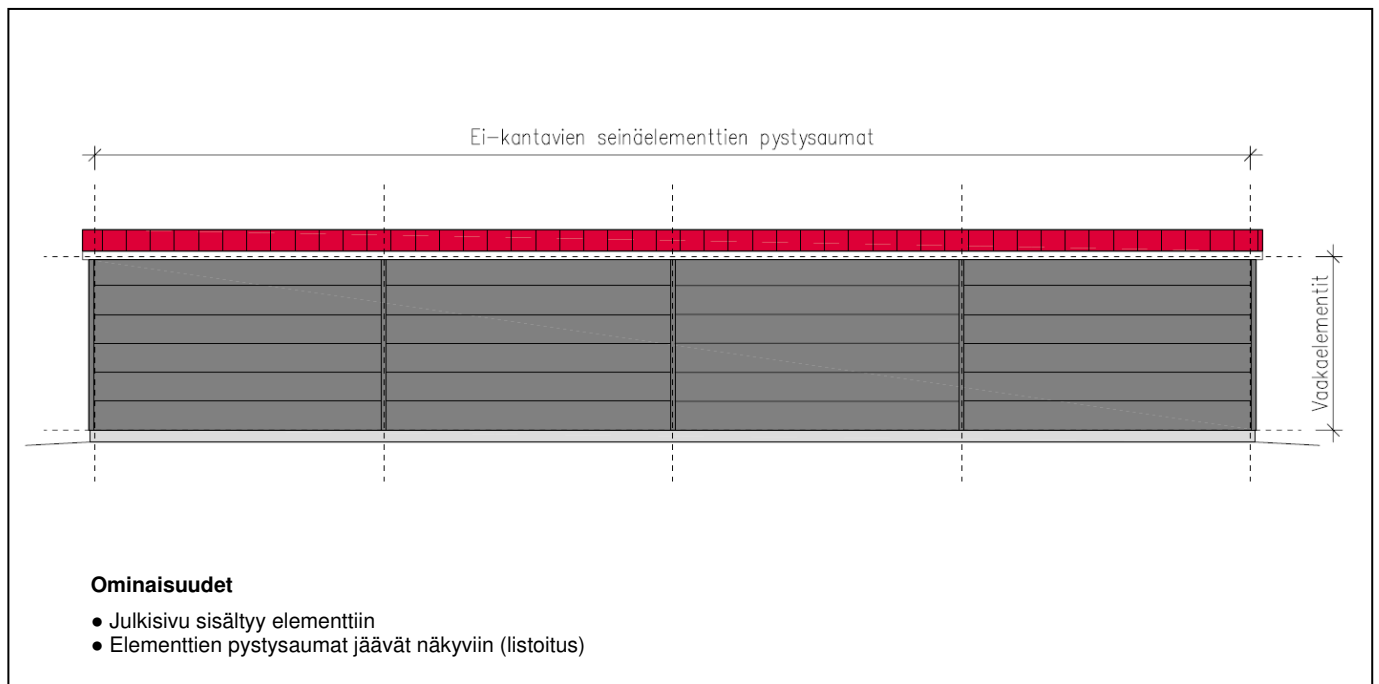 Ei-kantavien seinäelementtien pystysaumat
Vaakaelementit
Ominaisuudet
● Julkisivu sisältyy elementtiin
● Elementtien pystysaumat jäävät näkyviin (listoitus)